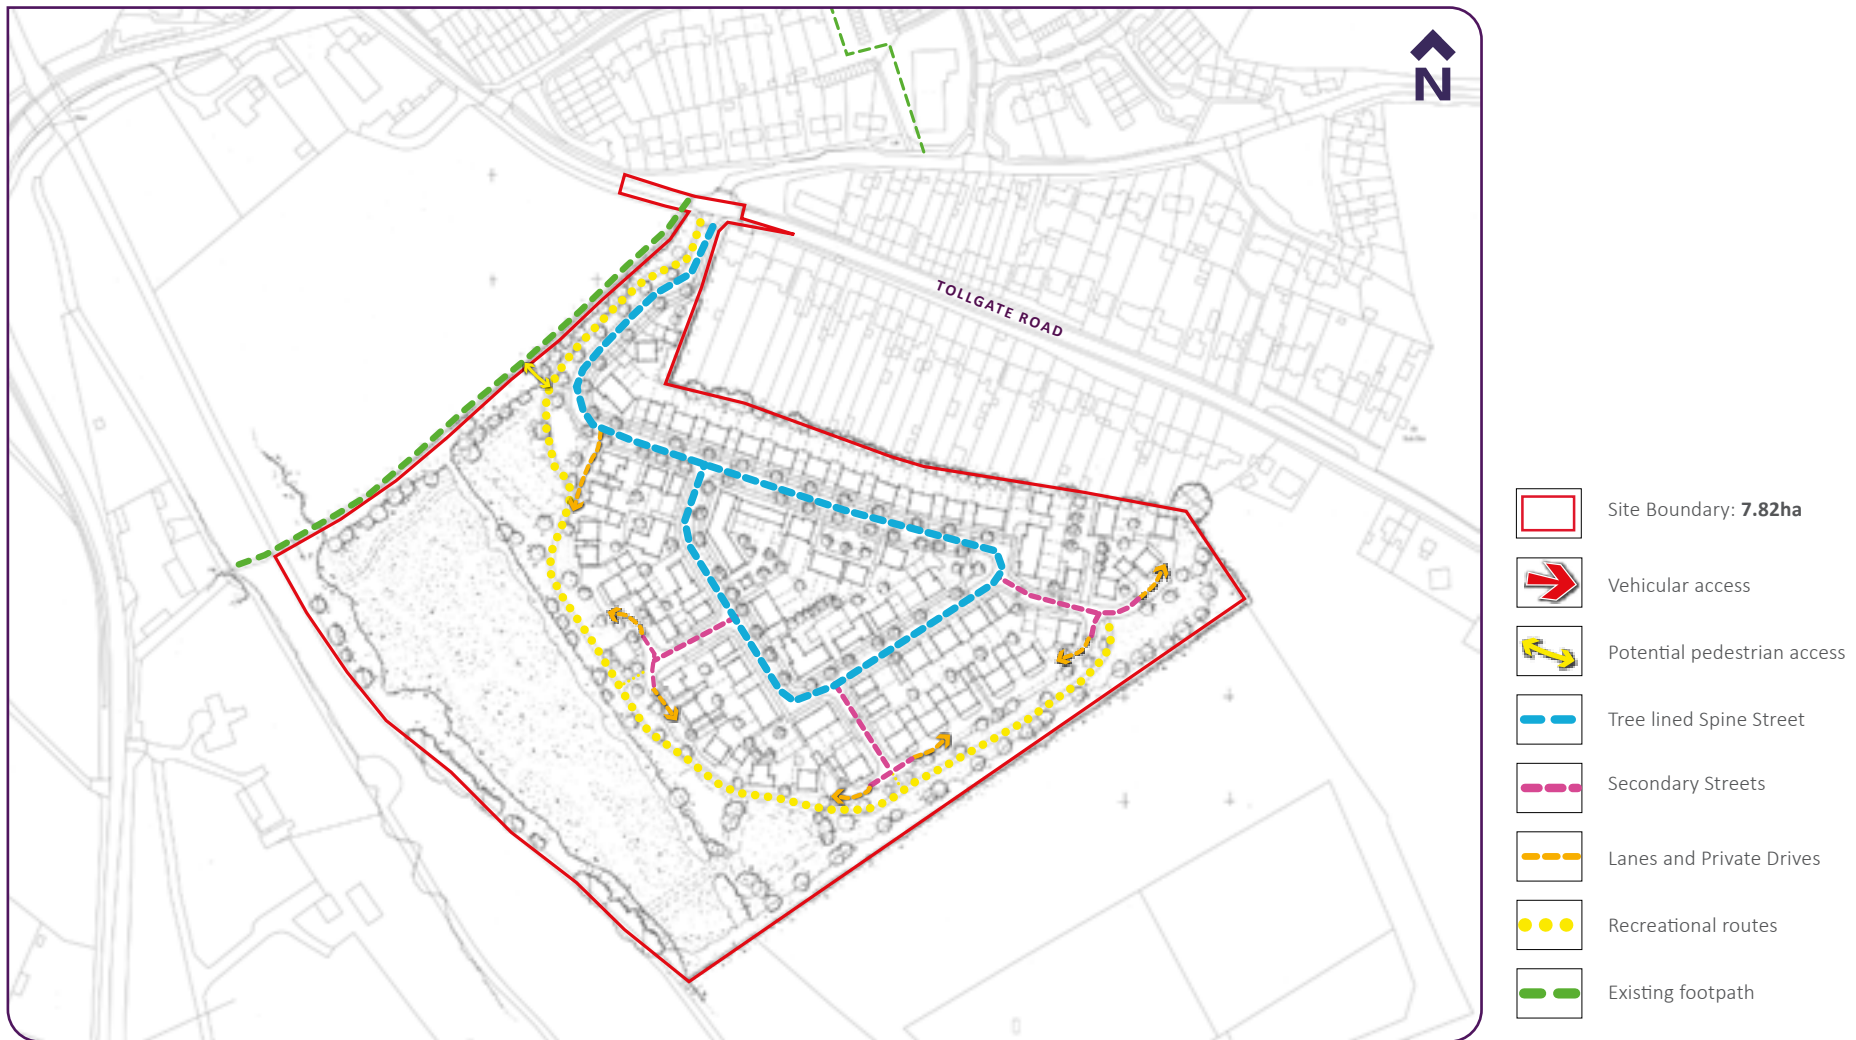 N
TOLLGATE ROAD
Site Boundary: 7.82ha
Vehicular access
Potential pedestrian access
Tree lined Spine Street
Secondary Streets
Lanes and Private Drives
Recreational routes
Existing footpath